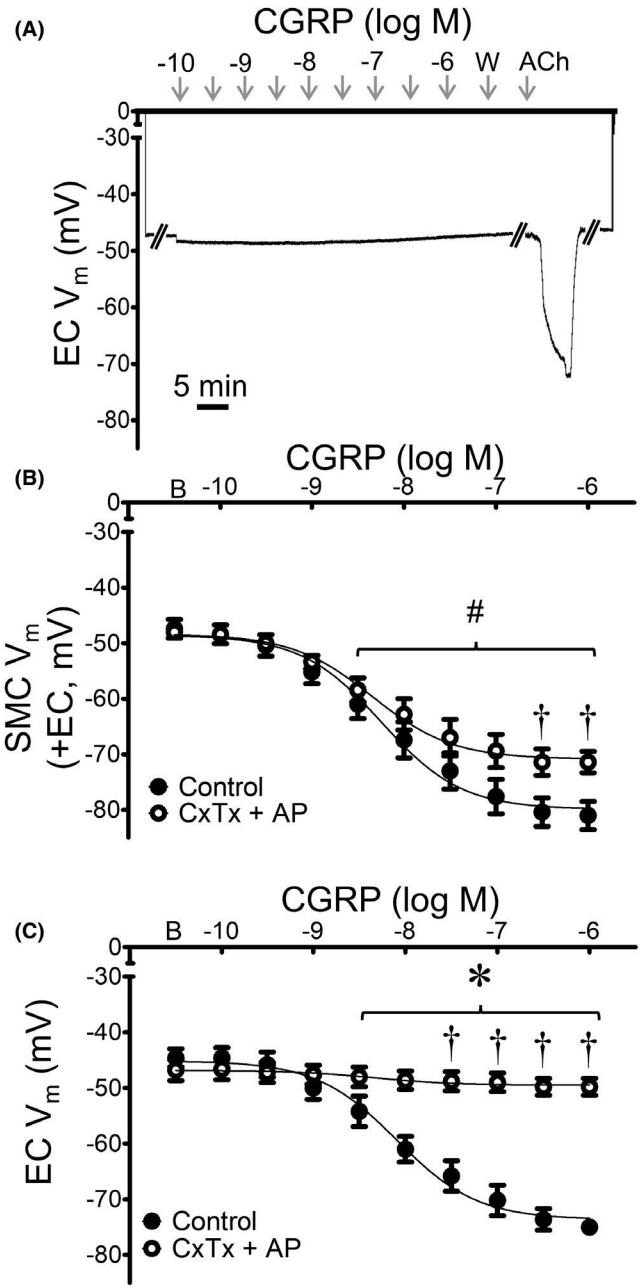 (A)
CGRP (log M)
-10 -9 -8 -7 -6 W ACh
0
-30
-40
-50
-60
-70
-80
EC Vm (mV)
5 min
(B)
CGRP (log M)
B -10 -9 -8 -7 -6
0
-30
-40
-50
-60
-70
-80
SMC Vm
(+EC, mV)
#
† †
Control
CxTx + AP
(C)
CGRP (log M)
B -10 -9 -8 -7 -6
0
-30
-40
-50
-60
-70
-80
EC Vm (mV)
*
† † † †
Control
CxTx + AP